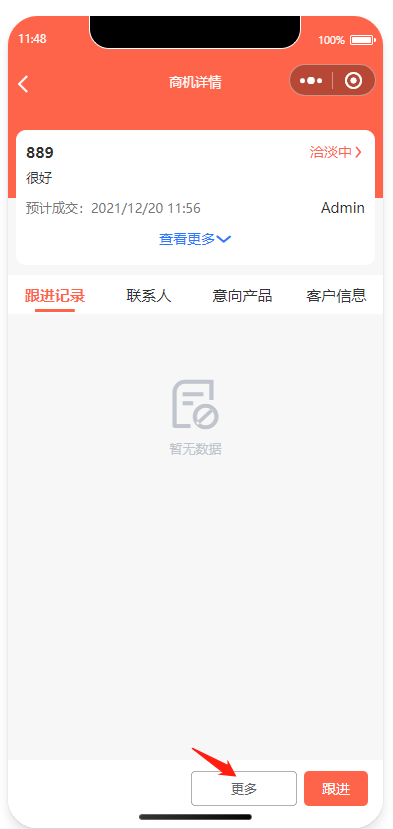 11:48
100%
商机详情
889
洽淡中
很好
预计成交：2021/12/20 11:56
Admin
查看更多
跟进记录
联系人
意向产品
客户信息
暂无数据
更多
跟进